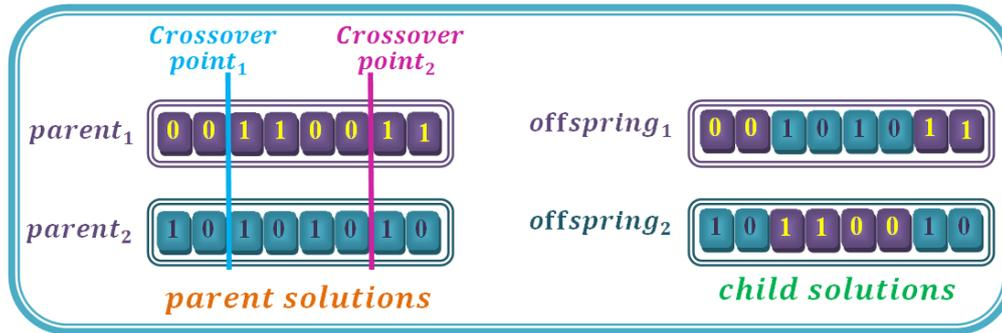 Crossover point₁
Crossover point₂
parent₁ 0 0 1 1 0 0 1 1
parent₂ 1 0 1 0 1 0 1 0
parent solutions
offspring₁ 0 0 1 0 1 0 1 1
offspring₂ 1 0 1 1 0 0 1 0
child solutions